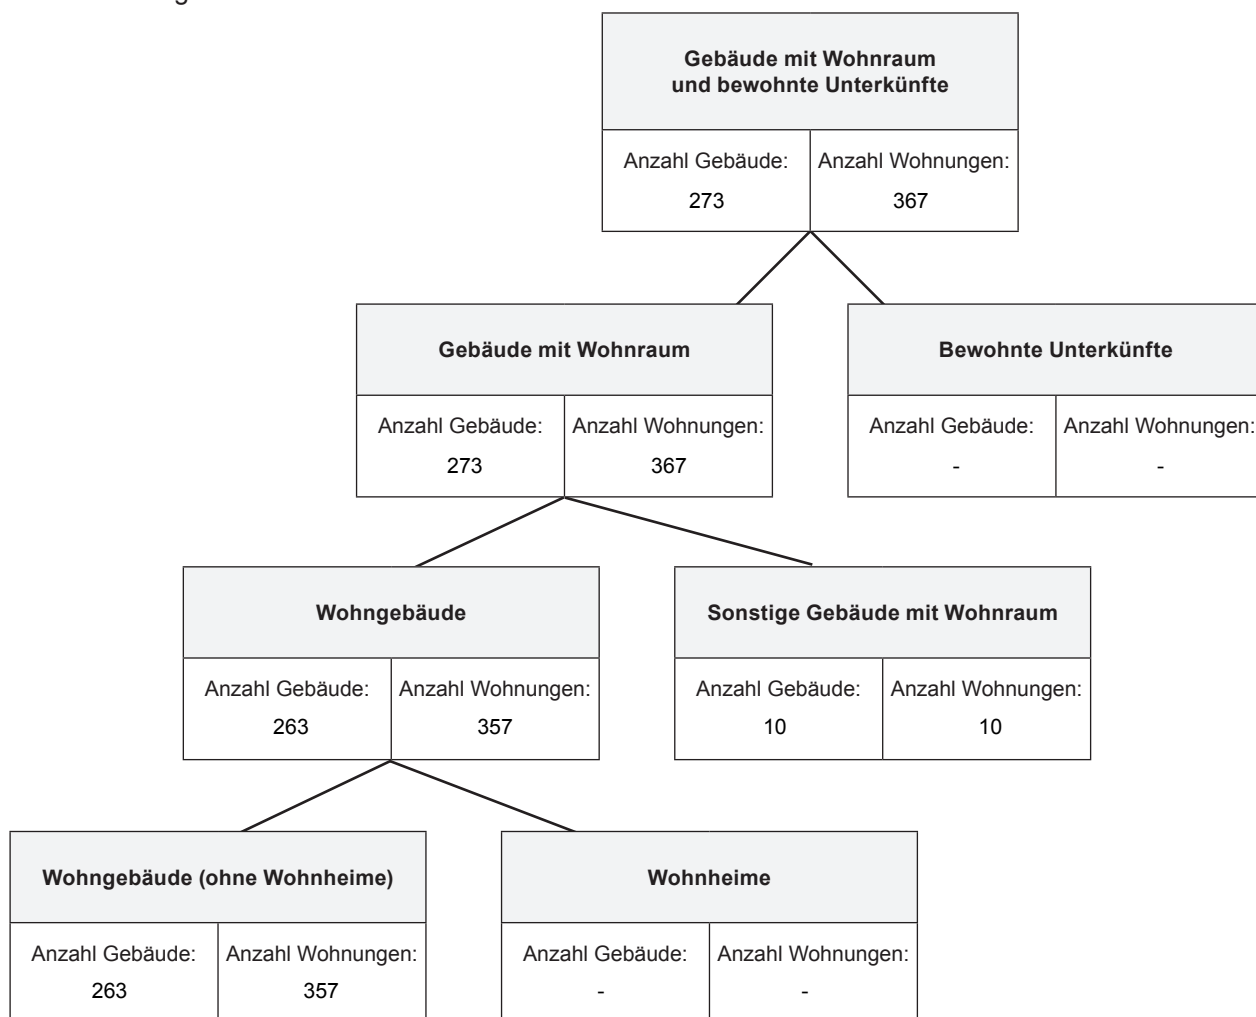 Gebäude mit Wohnraum
und bewohnte Unterkünfte
Anzahl Gebäude: Anzahl Wohnungen:
273 367
Gebäude mit Wohnraum
Anzahl Gebäude: Anzahl Wohnungen:
273 367
Bewohnte Unterkünfte
Anzahl Gebäude: Anzahl Wohnungen:
- -
Wohngebäude
Anzahl Gebäude: Anzahl Wohnungen:
263 357
Sonstige Gebäude mit Wohnraum
Anzahl Gebäude: Anzahl Wohnungen:
10 10
Wohngebäude (ohne Wohnheime)
Anzahl Gebäude: Anzahl Wohnungen:
263 357
Wohnheime
Anzahl Gebäude: Anzahl Wohnungen:
- -